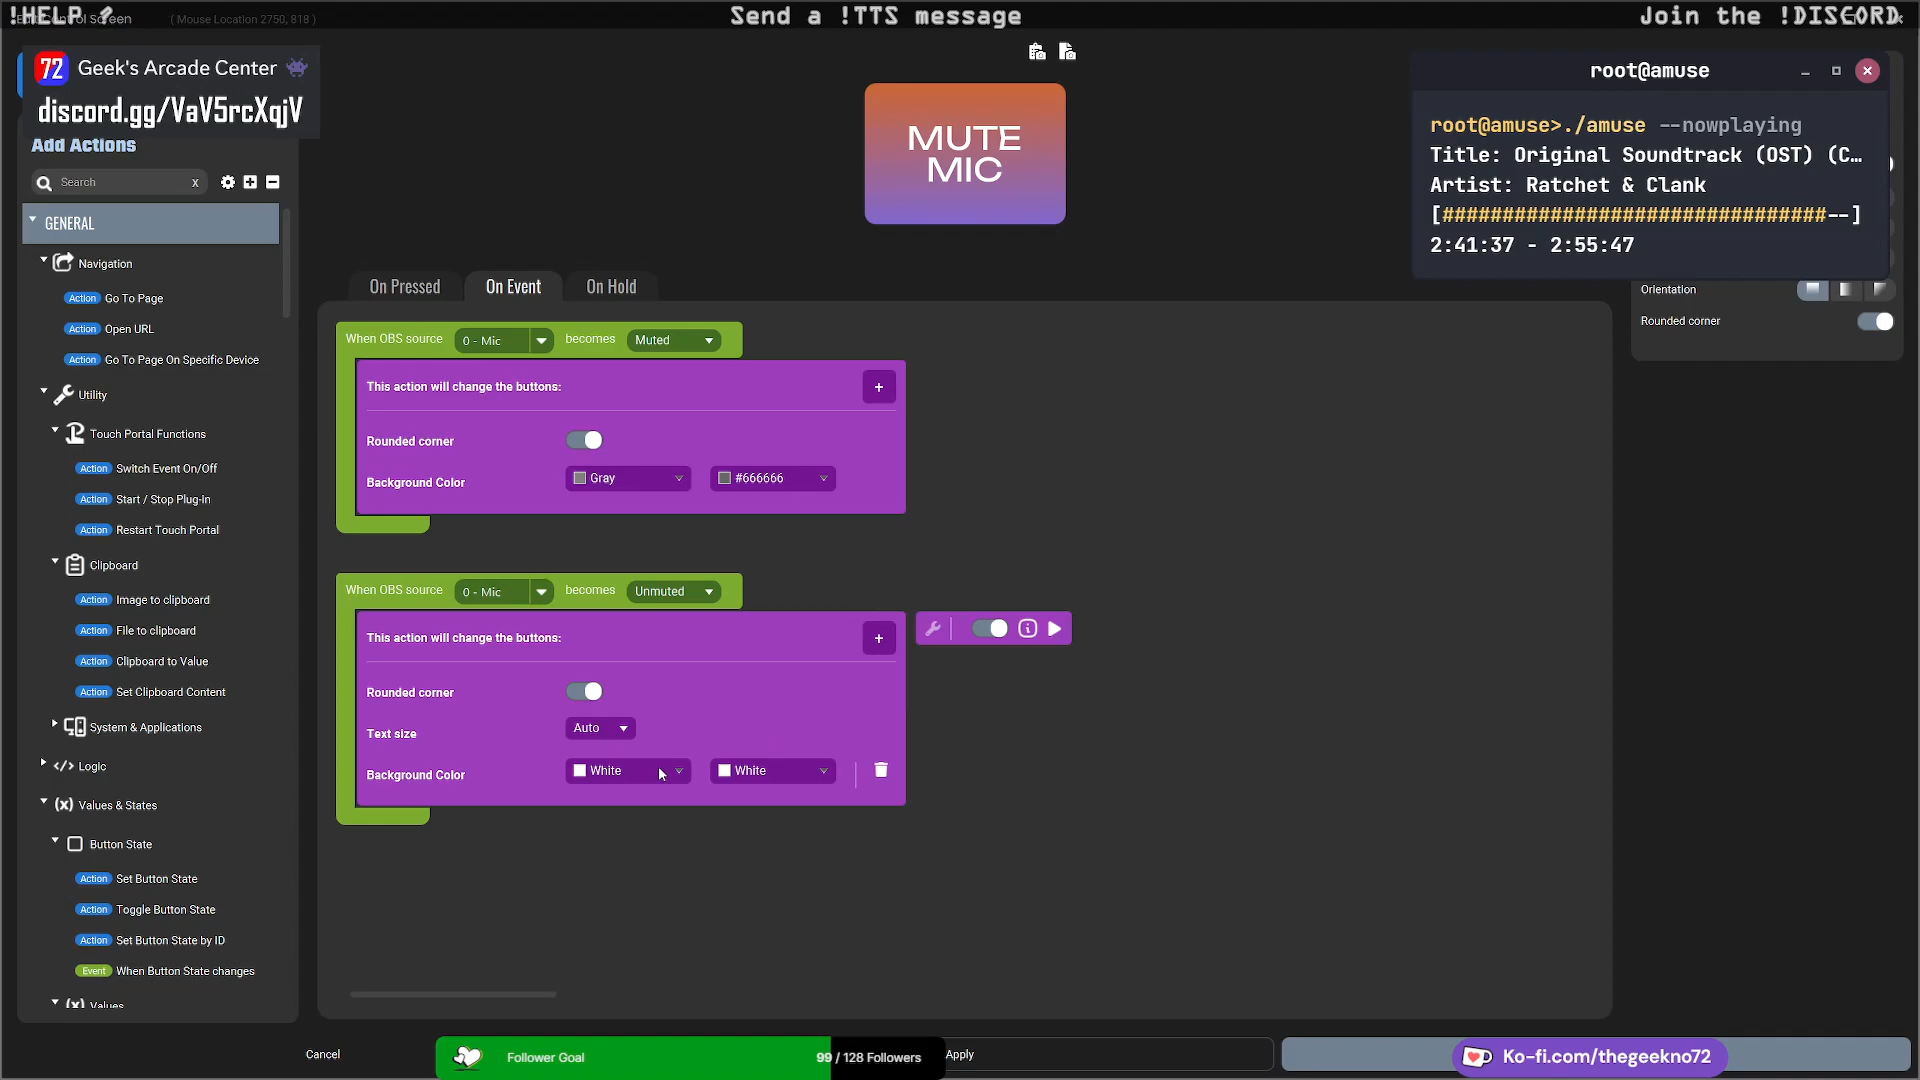 !HELP
Control Screen
( Mouse Location 2750, 818 )
Send a !TTS message
Join the !DISCORD
72
Geek's Arcade Center
discord.gg/VaV5rcXqjV
MUTE
MIC
root@amuse
root@amuse>./amuse --nowplaying
Title: Original Soundtrack (OST) (C…
Artist: Ratchet & Clank
[################################--]
2:41:37 - 2:55:47
Orientation
Rounded corner
Add Actions
Search
x
GENERAL
Navigation
Action Go To Page
Action Open URL
Action Go To Page On Specific Device
Utility
Touch Portal Functions
Action Switch Event On/Off
Action Start / Stop Plug-In
Action Restart Touch Portal
Clipboard
Action Image to clipboard
Action File to clipboard
Action Clipboard to Value
Action Set Clipboard Content
System & Applications
</> Logic
(x) Values & States
Button State
Action Set Button State
Action Toggle Button State
Action Set Button State by ID
Event When Button State changes
(x) Values
On Pressed
On Event
On Hold
When OBS source 0 - Mic becomes Muted
This action will change the buttons:
+
Rounded corner
Background Color Gray #666666
When OBS source 0 - Mic becomes Unmuted
This action will change the buttons:
+
Rounded corner
Text size Auto
Background Color White White
Cancel
Follower Goal
99 / 128 Followers
Apply
Ko-fi.com/thegeekno72